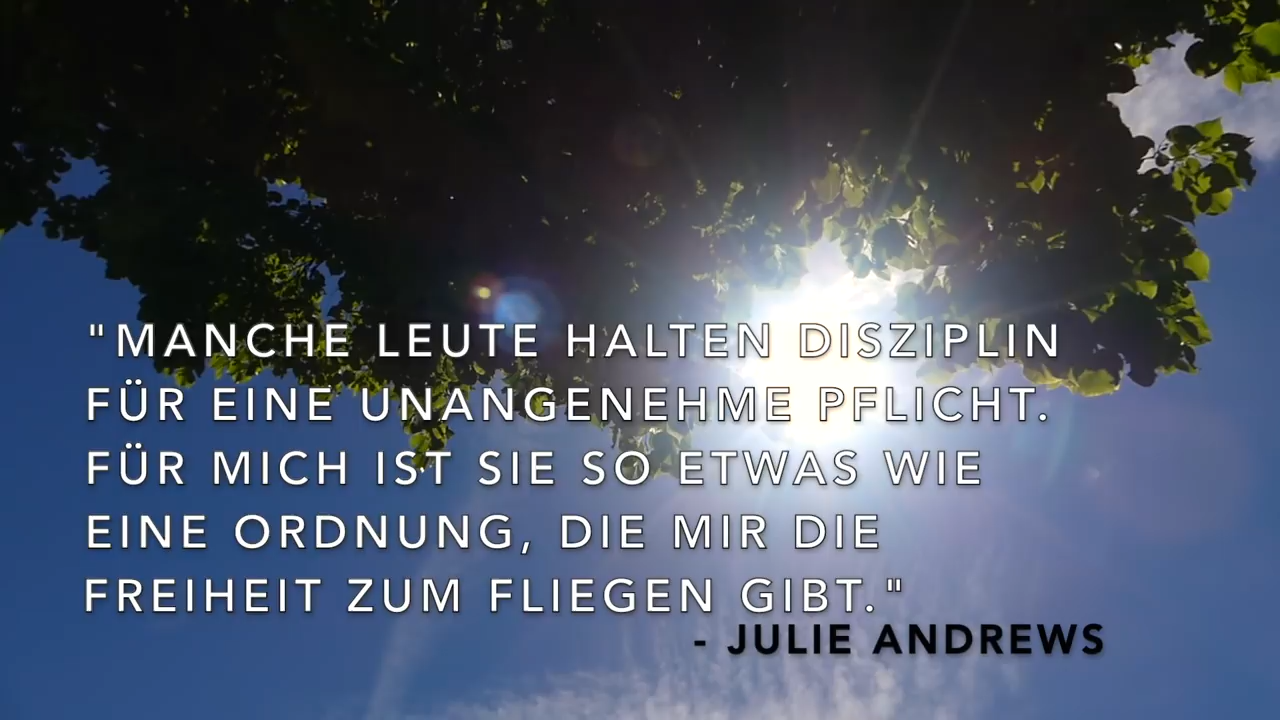 "MANCHE LEUTE HALTEN DISZIPLIN
FÜR EINE UNANGENEHME PFLICHT.
FÜR MICH IST SIE SO ETWAS WIE
EINE ORDNUNG, DIE MIR DIE
FREIHEIT ZUM FLIEGEN GIBT."
- JULIE ANDREWS